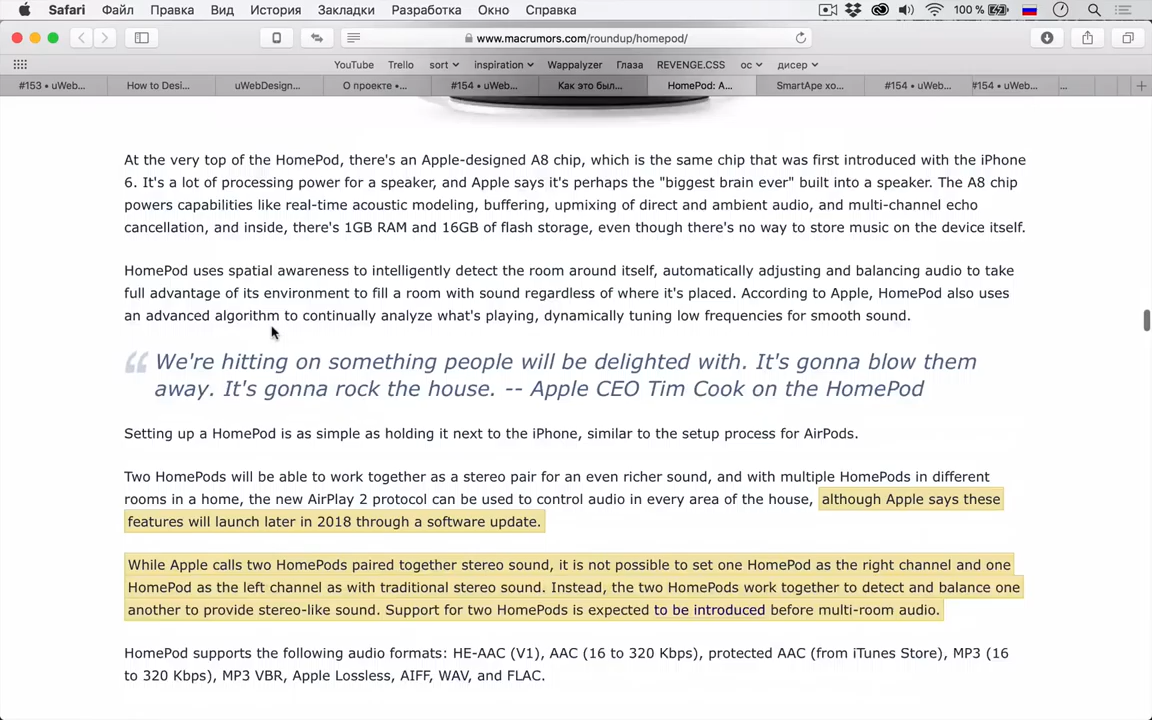 Safari Файл Правка Вид История Закладки Разработка Окно Справка 100 %
www.macrumors.com/roundup/homepod/
YouTube Trello sort inspiration Wappalyzer Глаза REVENGE.CSS ос дисер
#153 • uWeb... How to Desi... uWebDesign... О проекте •... #154 • uWeb... Как это был... HomePod: A... SmartApe хо... #154 • uWeb... #154 • uWeb... ...
At the very top of the HomePod, there's an Apple-designed A8 chip, which is the same chip that was first introduced with the iPhone
6. It's a lot of processing power for a speaker, and Apple says it's perhaps the "biggest brain ever" built into a speaker. The A8 chip
powers capabilities like real-time acoustic modeling, buffering, upmixing of direct and ambient audio, and multi-channel echo
cancellation, and inside, there's 1GB RAM and 16GB of flash storage, even though there's no way to store music on the device itself.
HomePod uses spatial awareness to intelligently detect the room around itself, automatically adjusting and balancing audio to take
full advantage of its environment to fill a room with sound regardless of where it's placed. According to Apple, HomePod also uses
an advanced algorithm to continually analyze what's playing, dynamically tuning low frequencies for smooth sound.
We're hitting on something people will be delighted with. It's gonna blow them
away. It's gonna rock the house. -- Apple CEO Tim Cook on the HomePod
Setting up a HomePod is as simple as holding it next to the iPhone, similar to the setup process for AirPods.
Two HomePods will be able to work together as a stereo pair for an even richer sound, and with multiple HomePods in different
rooms in a home, the new AirPlay 2 protocol can be used to control audio in every area of the house, although Apple says these
features will launch later in 2018 through a software update.
While Apple calls two HomePods paired together stereo sound, it is not possible to set one HomePod as the right channel and one
HomePod as the left channel as with traditional stereo sound. Instead, the two HomePods work together to detect and balance one
another to provide stereo-like sound. Support for two HomePods is expected to be introduced before multi-room audio.
HomePod supports the following audio formats: HE-AAC (V1), AAC (16 to 320 Kbps), protected AAC (from iTunes Store), MP3 (16
to 320 Kbps), MP3 VBR, Apple Lossless, AIFF, WAV, and FLAC.